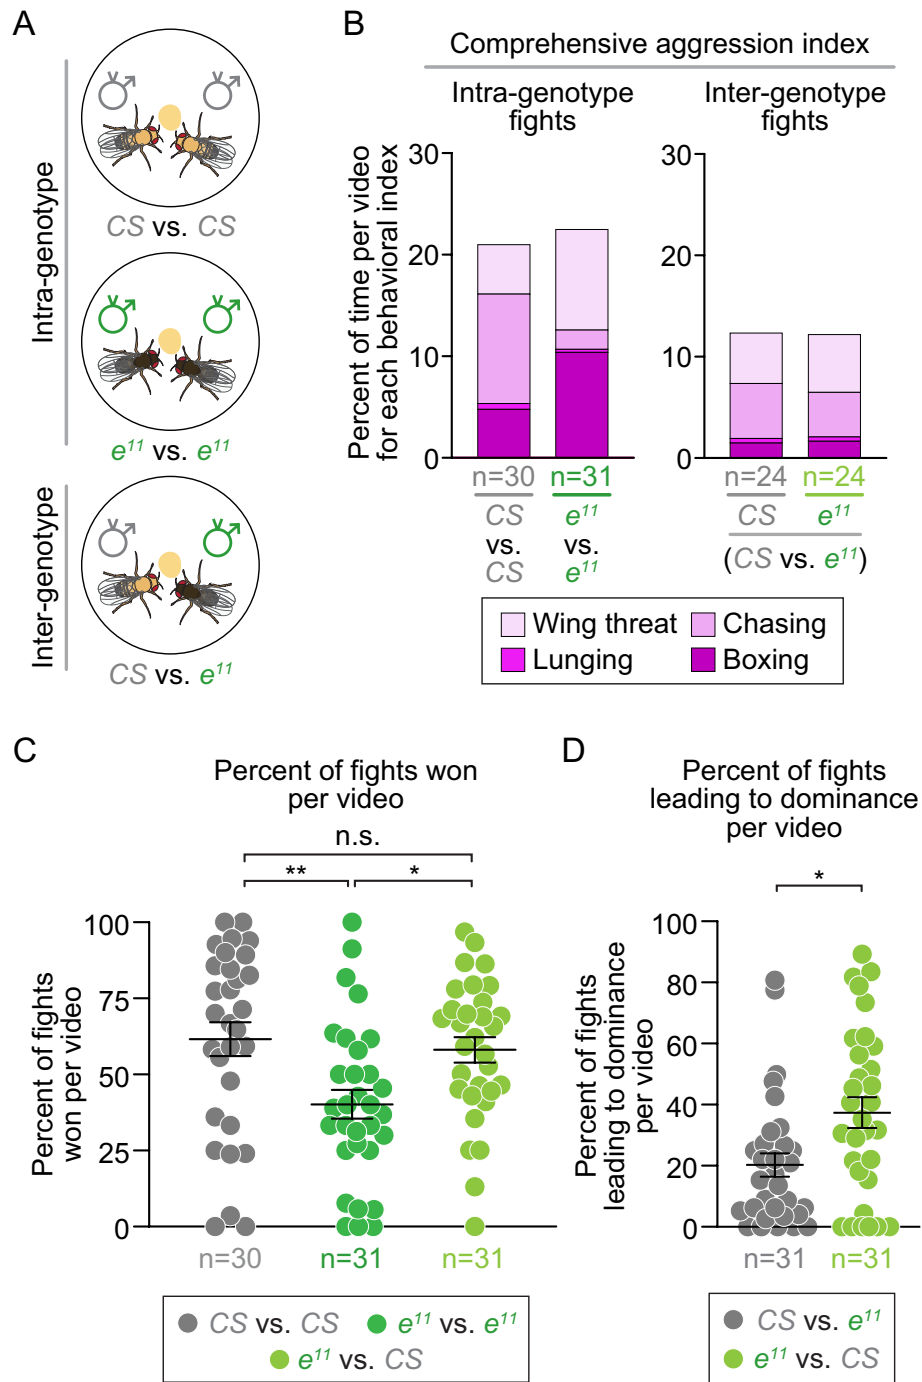 A
Intra-genotype
CS vs. CS
e¹¹ vs. e¹¹
Inter-genotype
CS vs. e¹¹
B
Comprehensive aggression index
Intra-genotype
fights
Inter-genotype
fights
Percent of time per video
for each behavioral index
30
20
10
0
30
20
10
0
n=30
CS
vs.
CS
n=31
e¹¹
vs.
e¹¹
n=24
CS
n=24
e¹¹
(CS vs. e¹¹)
Wing threat
Chasing
Lunging
Boxing
C
Percent of fights won
per video
n.s.
**
*
Percent of fights
won per video
100
75
50
25
0
n=30
n=31
n=31
CS vs. CS
e¹¹ vs. e¹¹
e¹¹ vs. CS
D
Percent of fights
leading to dominance
per video
*
Percent of fights
leading to dominance
per video
100
80
60
40
20
0
n=31
n=31
CS vs. e¹¹
e¹¹ vs. CS